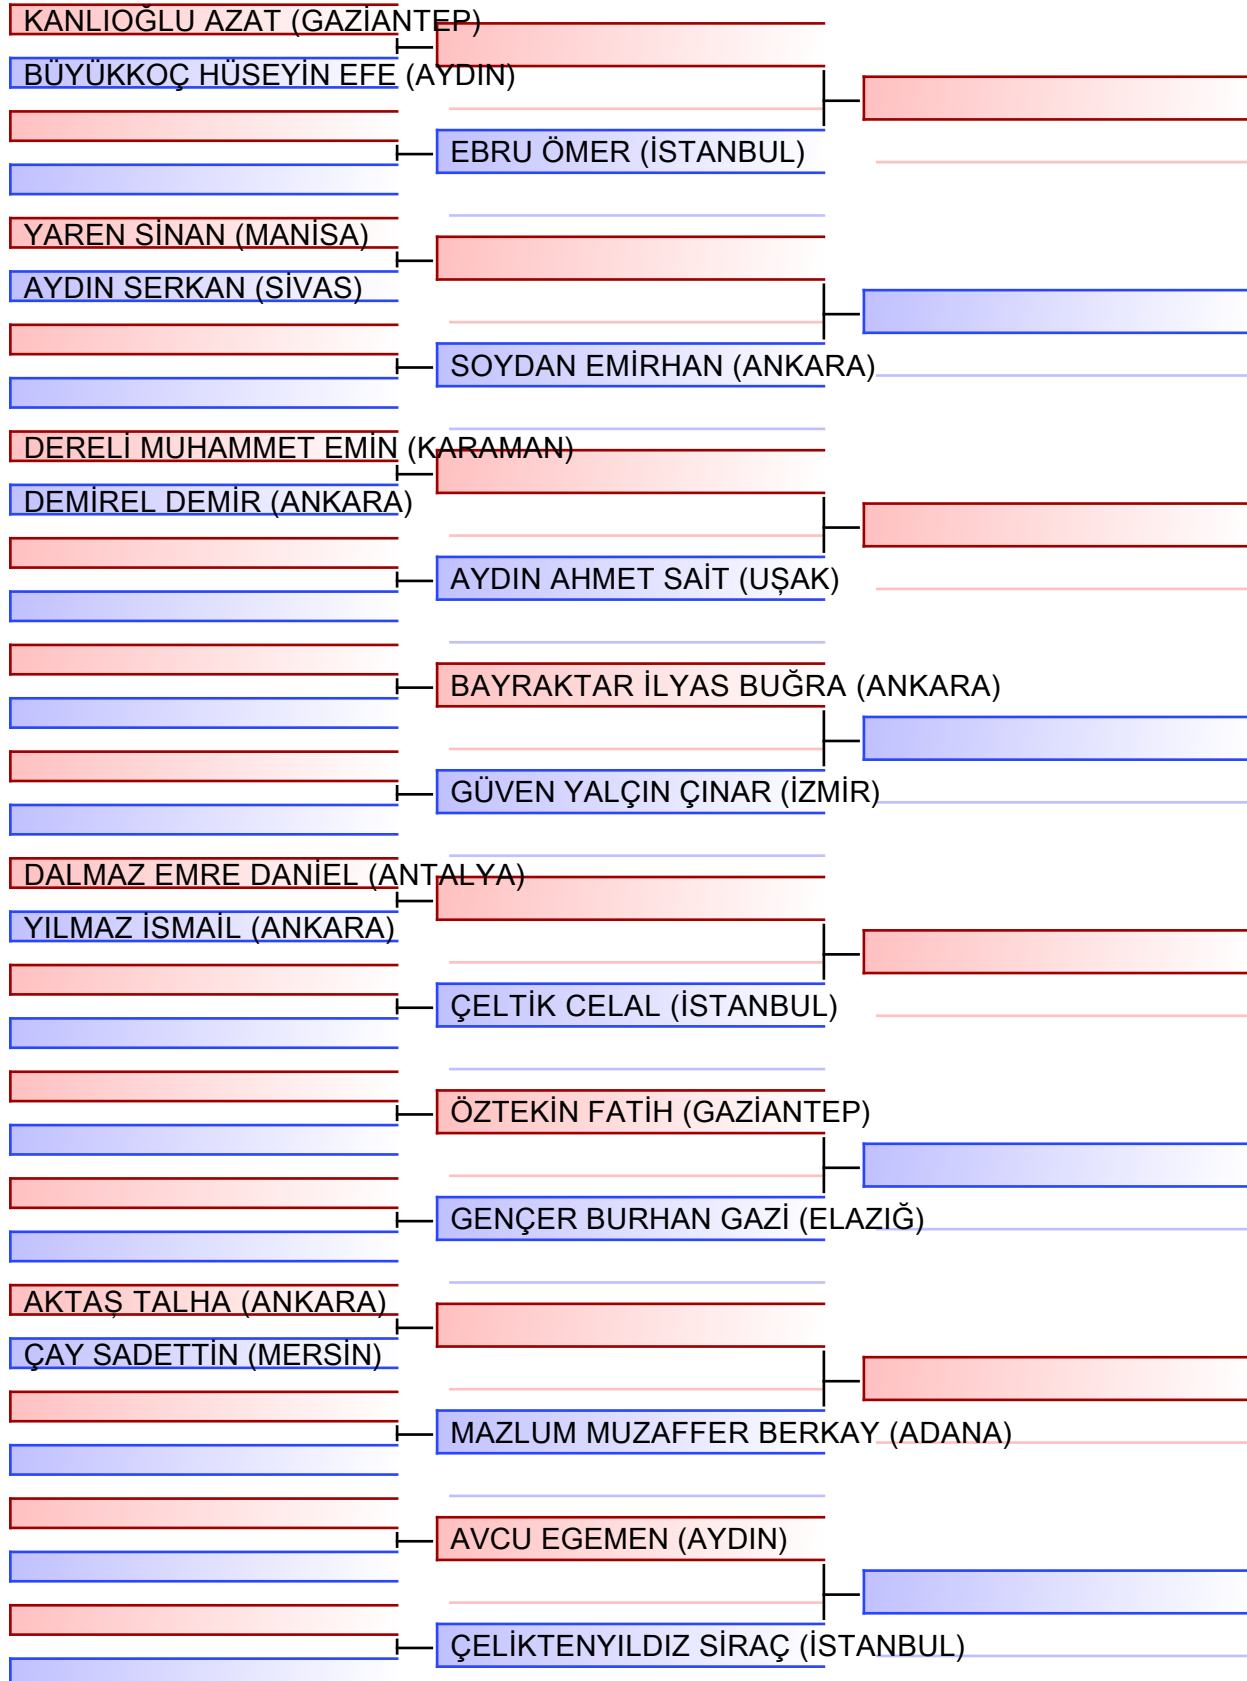 KANLIOĞLU AZAT (GAZİANTEP)
BÜYÜKKOÇ HÜSEYİN EFE (AYDIN)
EBRU ÖMER (İSTANBUL)
YAREN SİNAN (MANİSA)
AYDIN SERKAN (SİVAS)
SOYDAN EMİRHAN (ANKARA)
DERELİ MUHAMMET EMİN (KARAMAN)
DEMİREL DEMİR (ANKARA)
AYDIN AHMET SAİT (UŞAK)
BAYRAKTAR İLYAS BUĞRA (ANKARA)
GÜVEN YALÇIN ÇINAR (İZMİR)
DALMAZ EMRE DANİEL (ANTALYA)
YILMAZ İSMAİL (ANKARA)
ÇELTİK CELAL (İSTANBUL)
ÖZTEKİN FATİH (GAZİANTEP)
GENÇER BURHAN GAZİ (ELAZIĞ)
AKTAŞ TALHA (ANKARA)
ÇAY SADETTİN (MERSİN)
MAZLUM MUZAFFER BERKAY (ADANA)
AVCU EGEMEN (AYDIN)
ÇELİKTENYILDIZ SİRAÇ (İSTANBUL)